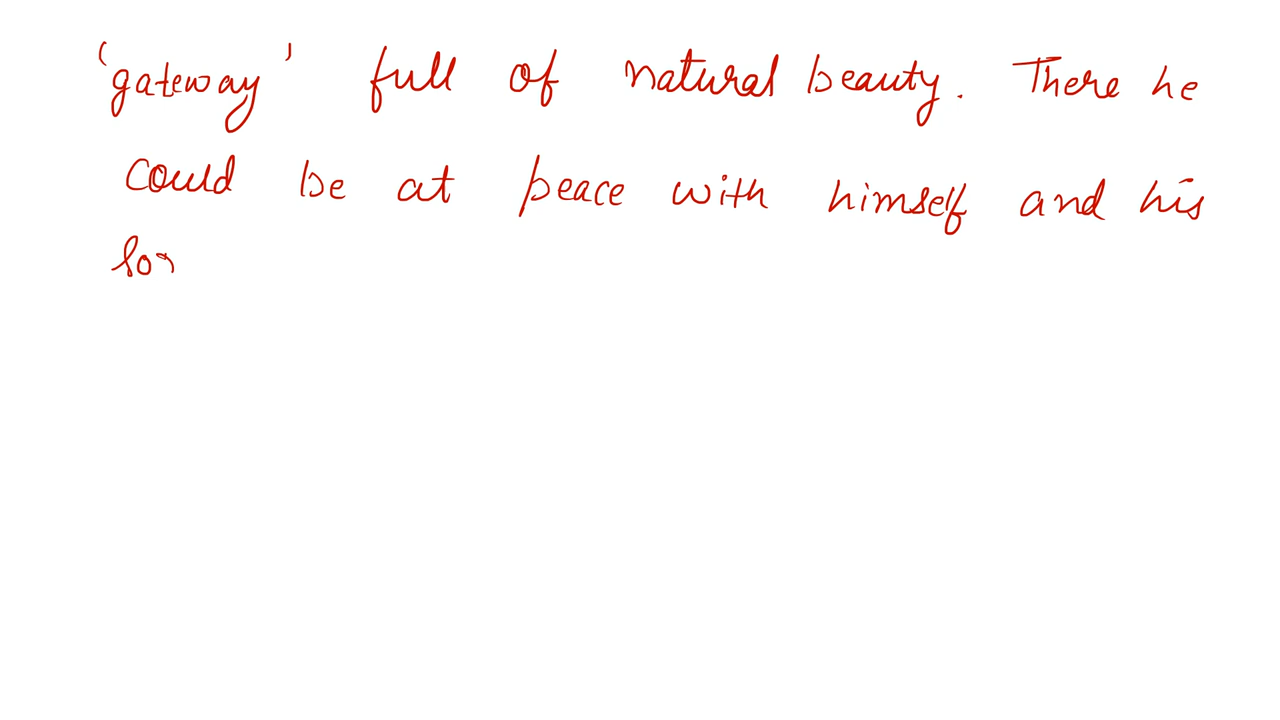 'gateway' full of natural beauty. There he
could be at peace with himself and his